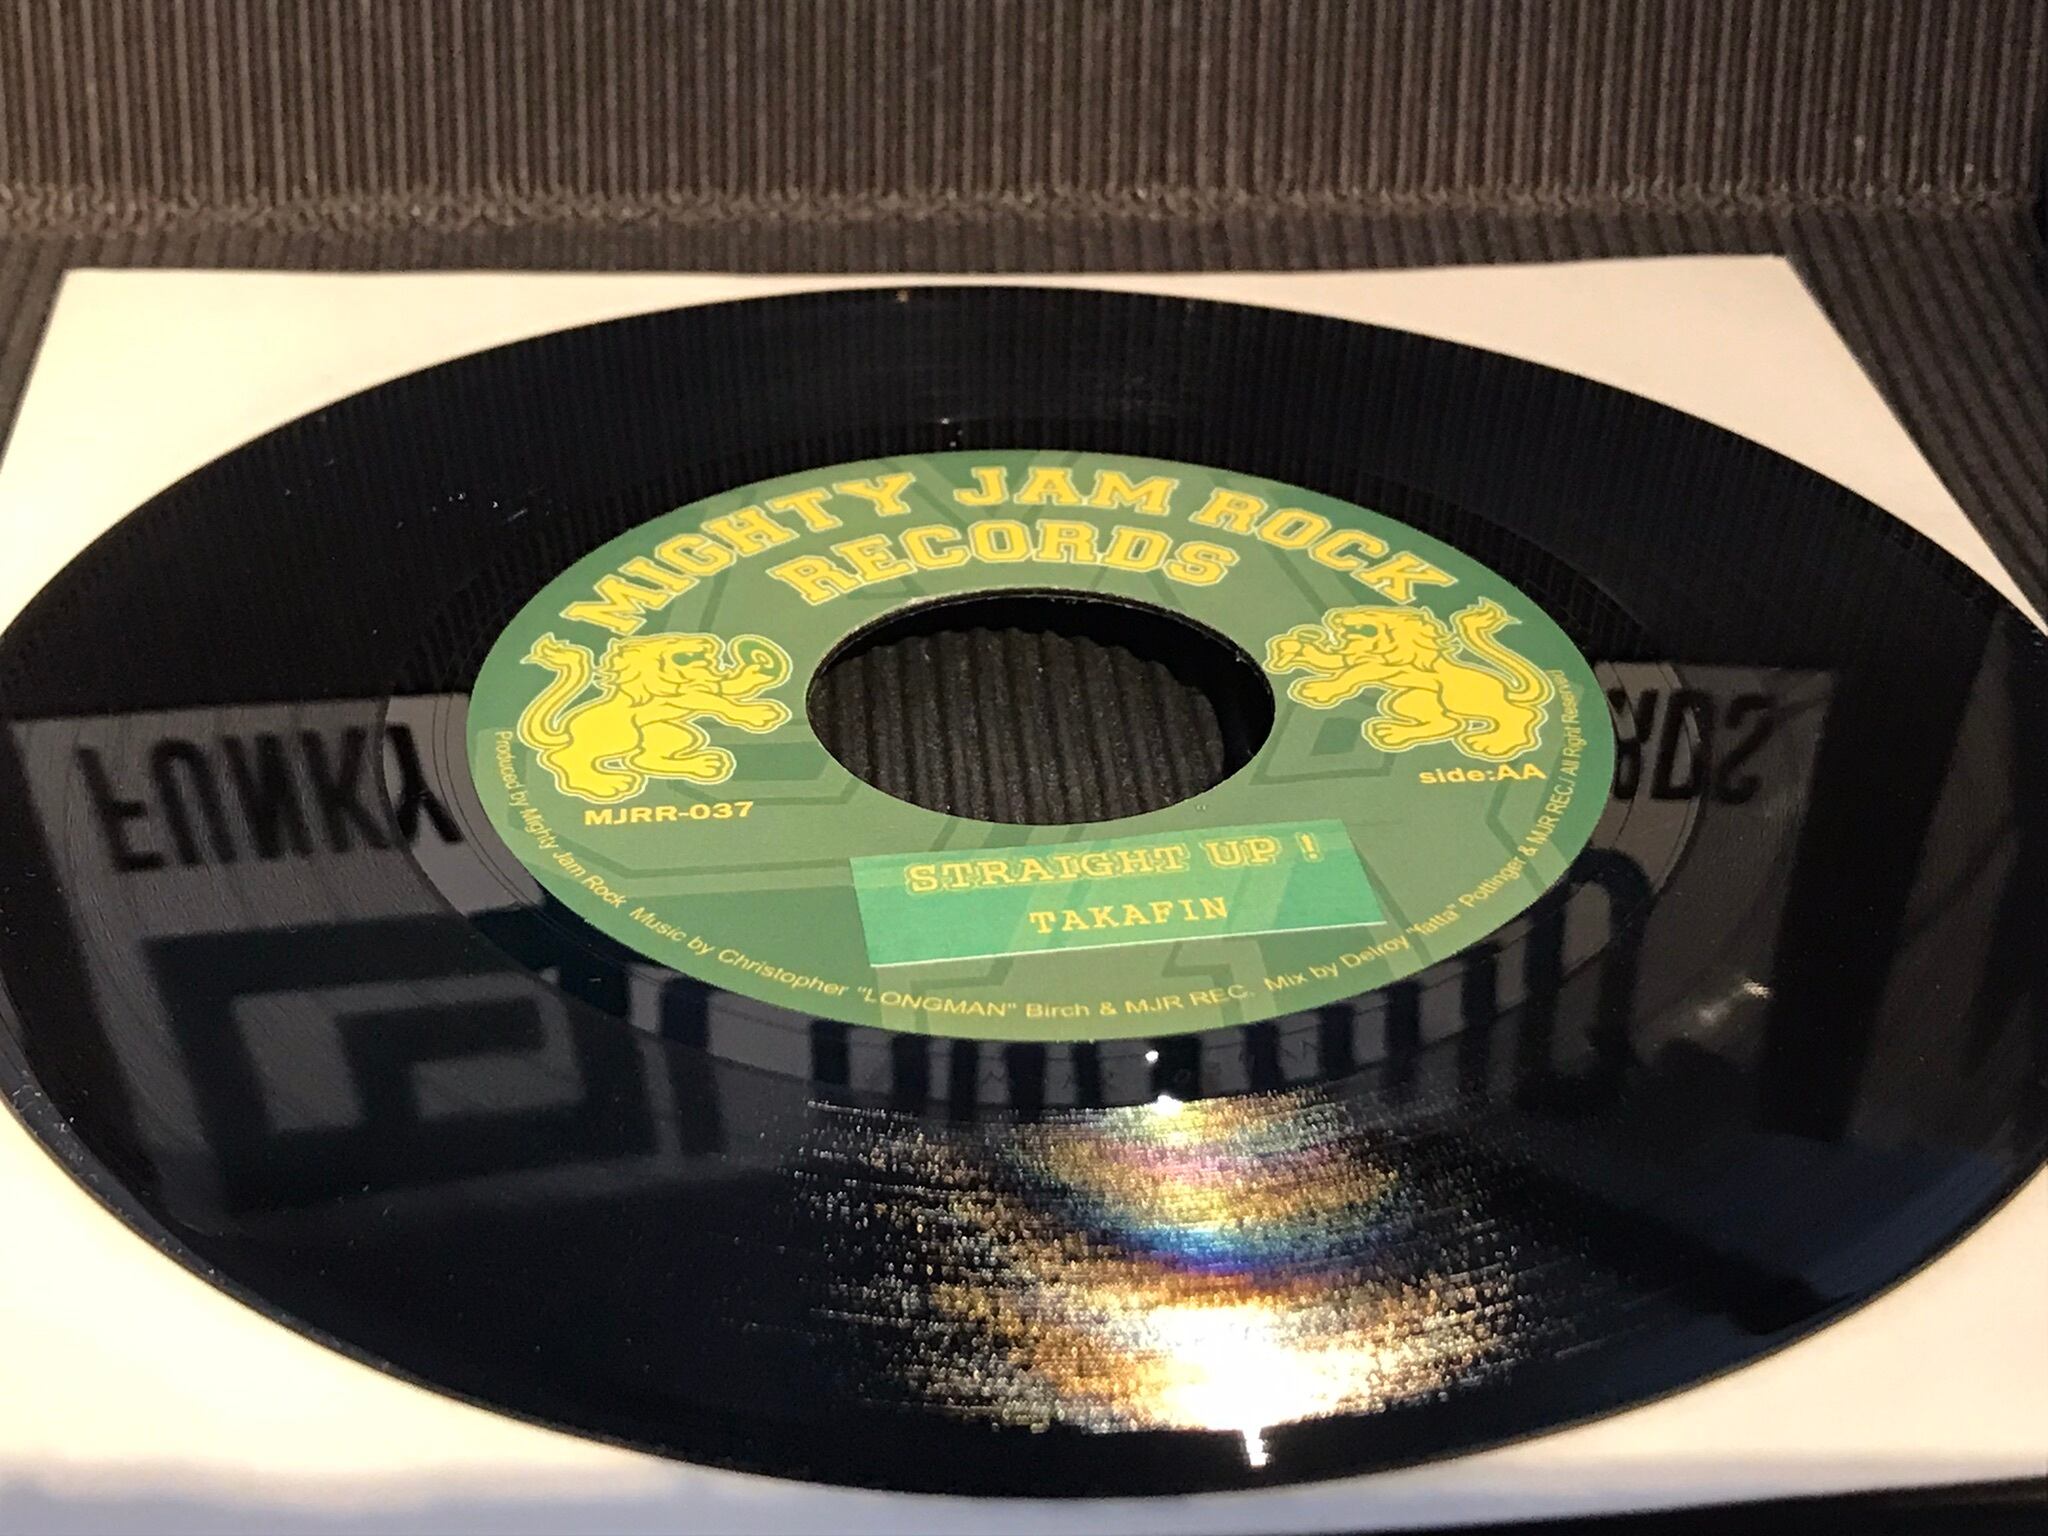 MIGHTY JAM ROCK
RECORDS
MJRR-037
side:AA
STRAIGHT UP !
TAKAFIN
Produced by Mighty Jam Rock Music by Christopher "LONGMAN" Birch & MJR REC. Mix by Delroy "fatta" Pottinger & MJR REC./ All Right Reserved
FUNKY